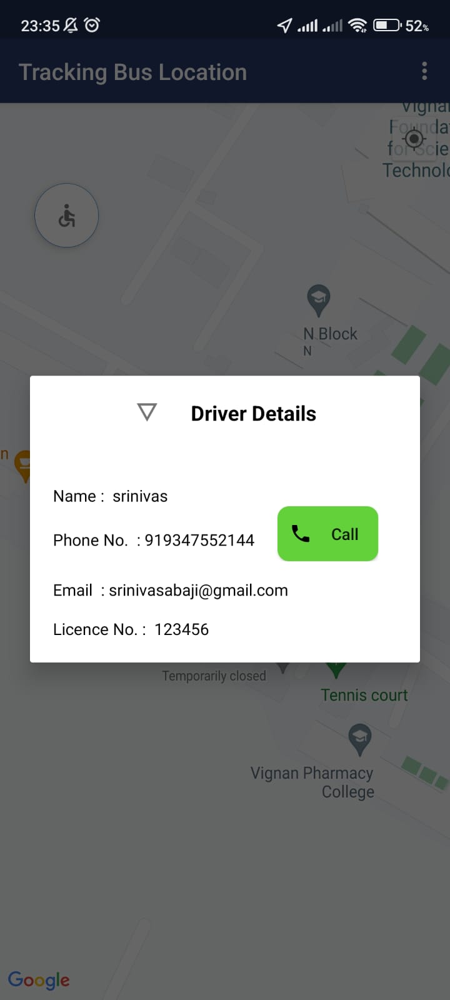 23:35 52%
Tracking Bus Location
Vignan
Foundat
for Scie
Technolo
N Block
N
n
Driver Details
Name : srinivas
Phone No. : 919347552144
Call
Email : srinivasabaji@gmail.com
Licence No. : 123456
Temporarily closed
Tennis court
Vignan Pharmacy
College
Google